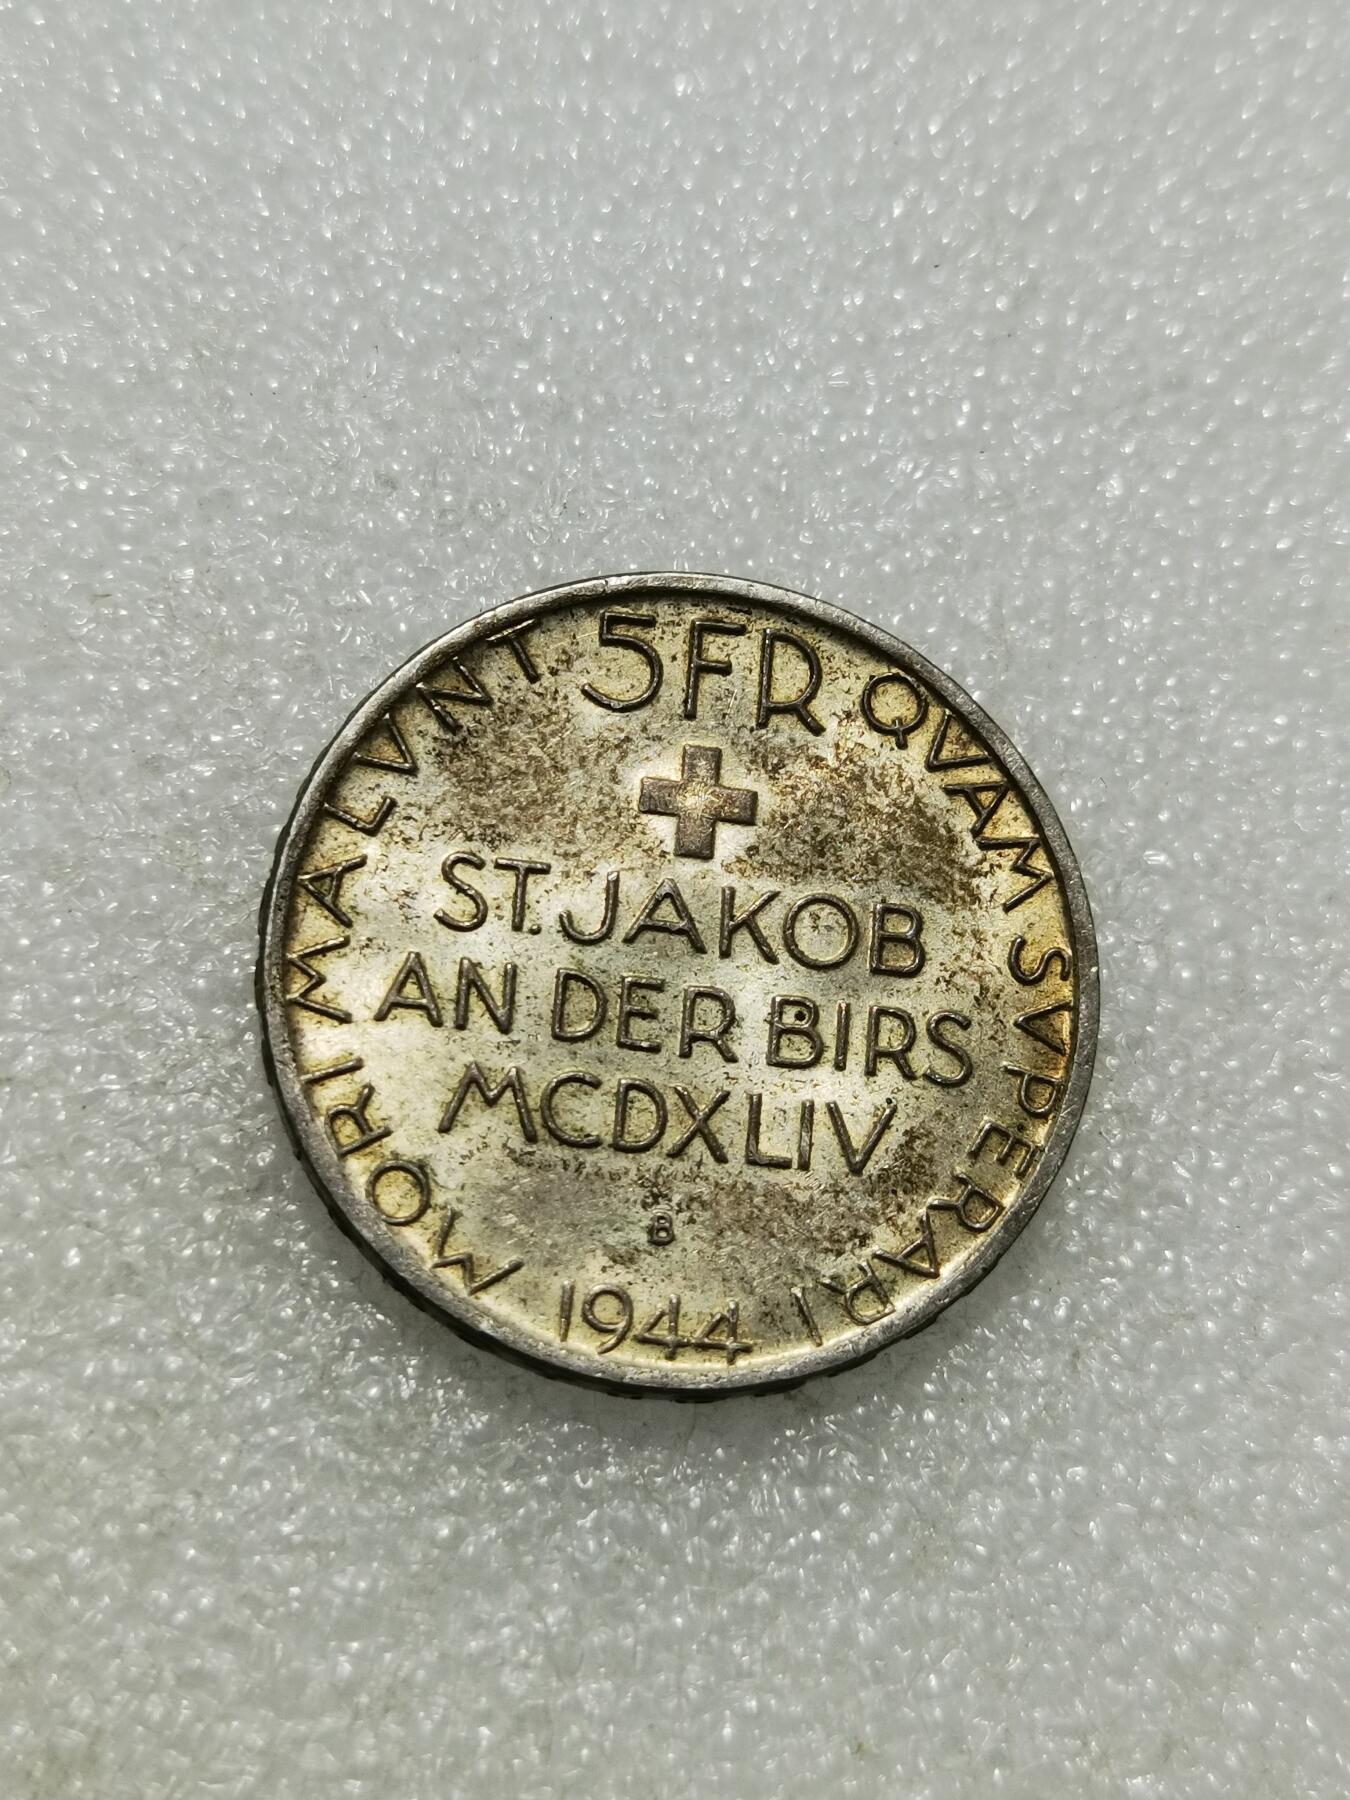 5FR
MORI MALVNT QVAM SVPERARI
ST. JAKOB
AN DER BIRS
MCDXLIV
B
1944